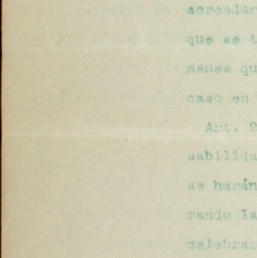 acreedor
que se t
menes qu
caso en
Art. 2
sabilida
se harán
rando la
celebrac